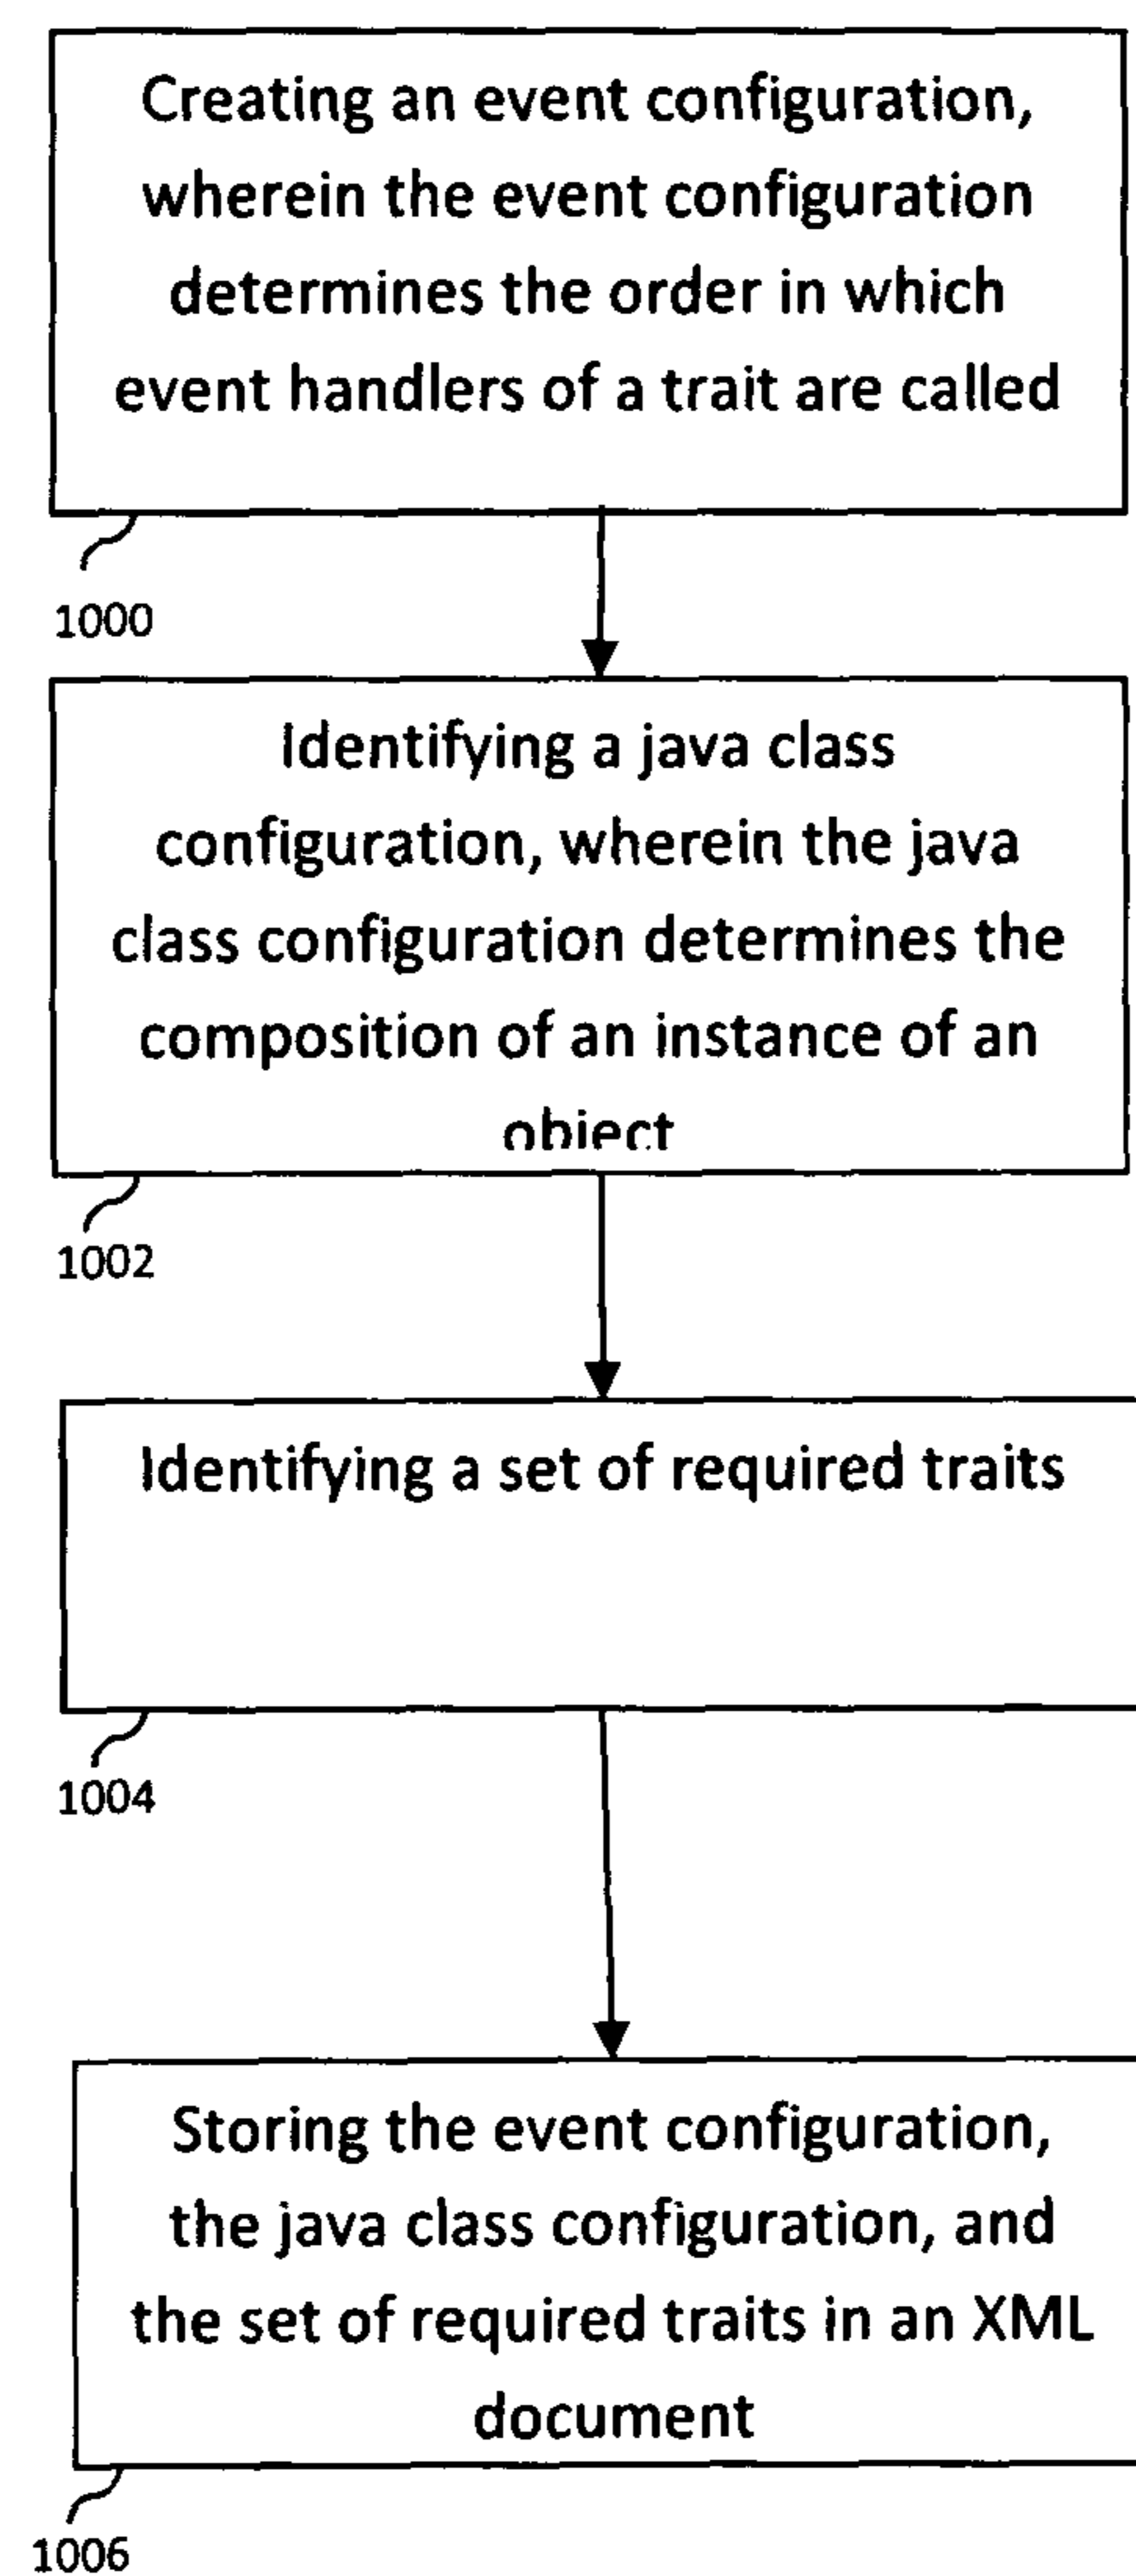 Creating an event configuration,
wherein the event configuration
determines the order in which
event handlers of a trait are called
1000
Identifying a java class
configuration, wherein the java
class configuration determines the
composition of an instance of an
object
1002
Identifying a set of required traits
1004
Storing the event configuration,
the java class configuration, and
the set of required traits in an XML
document
1006